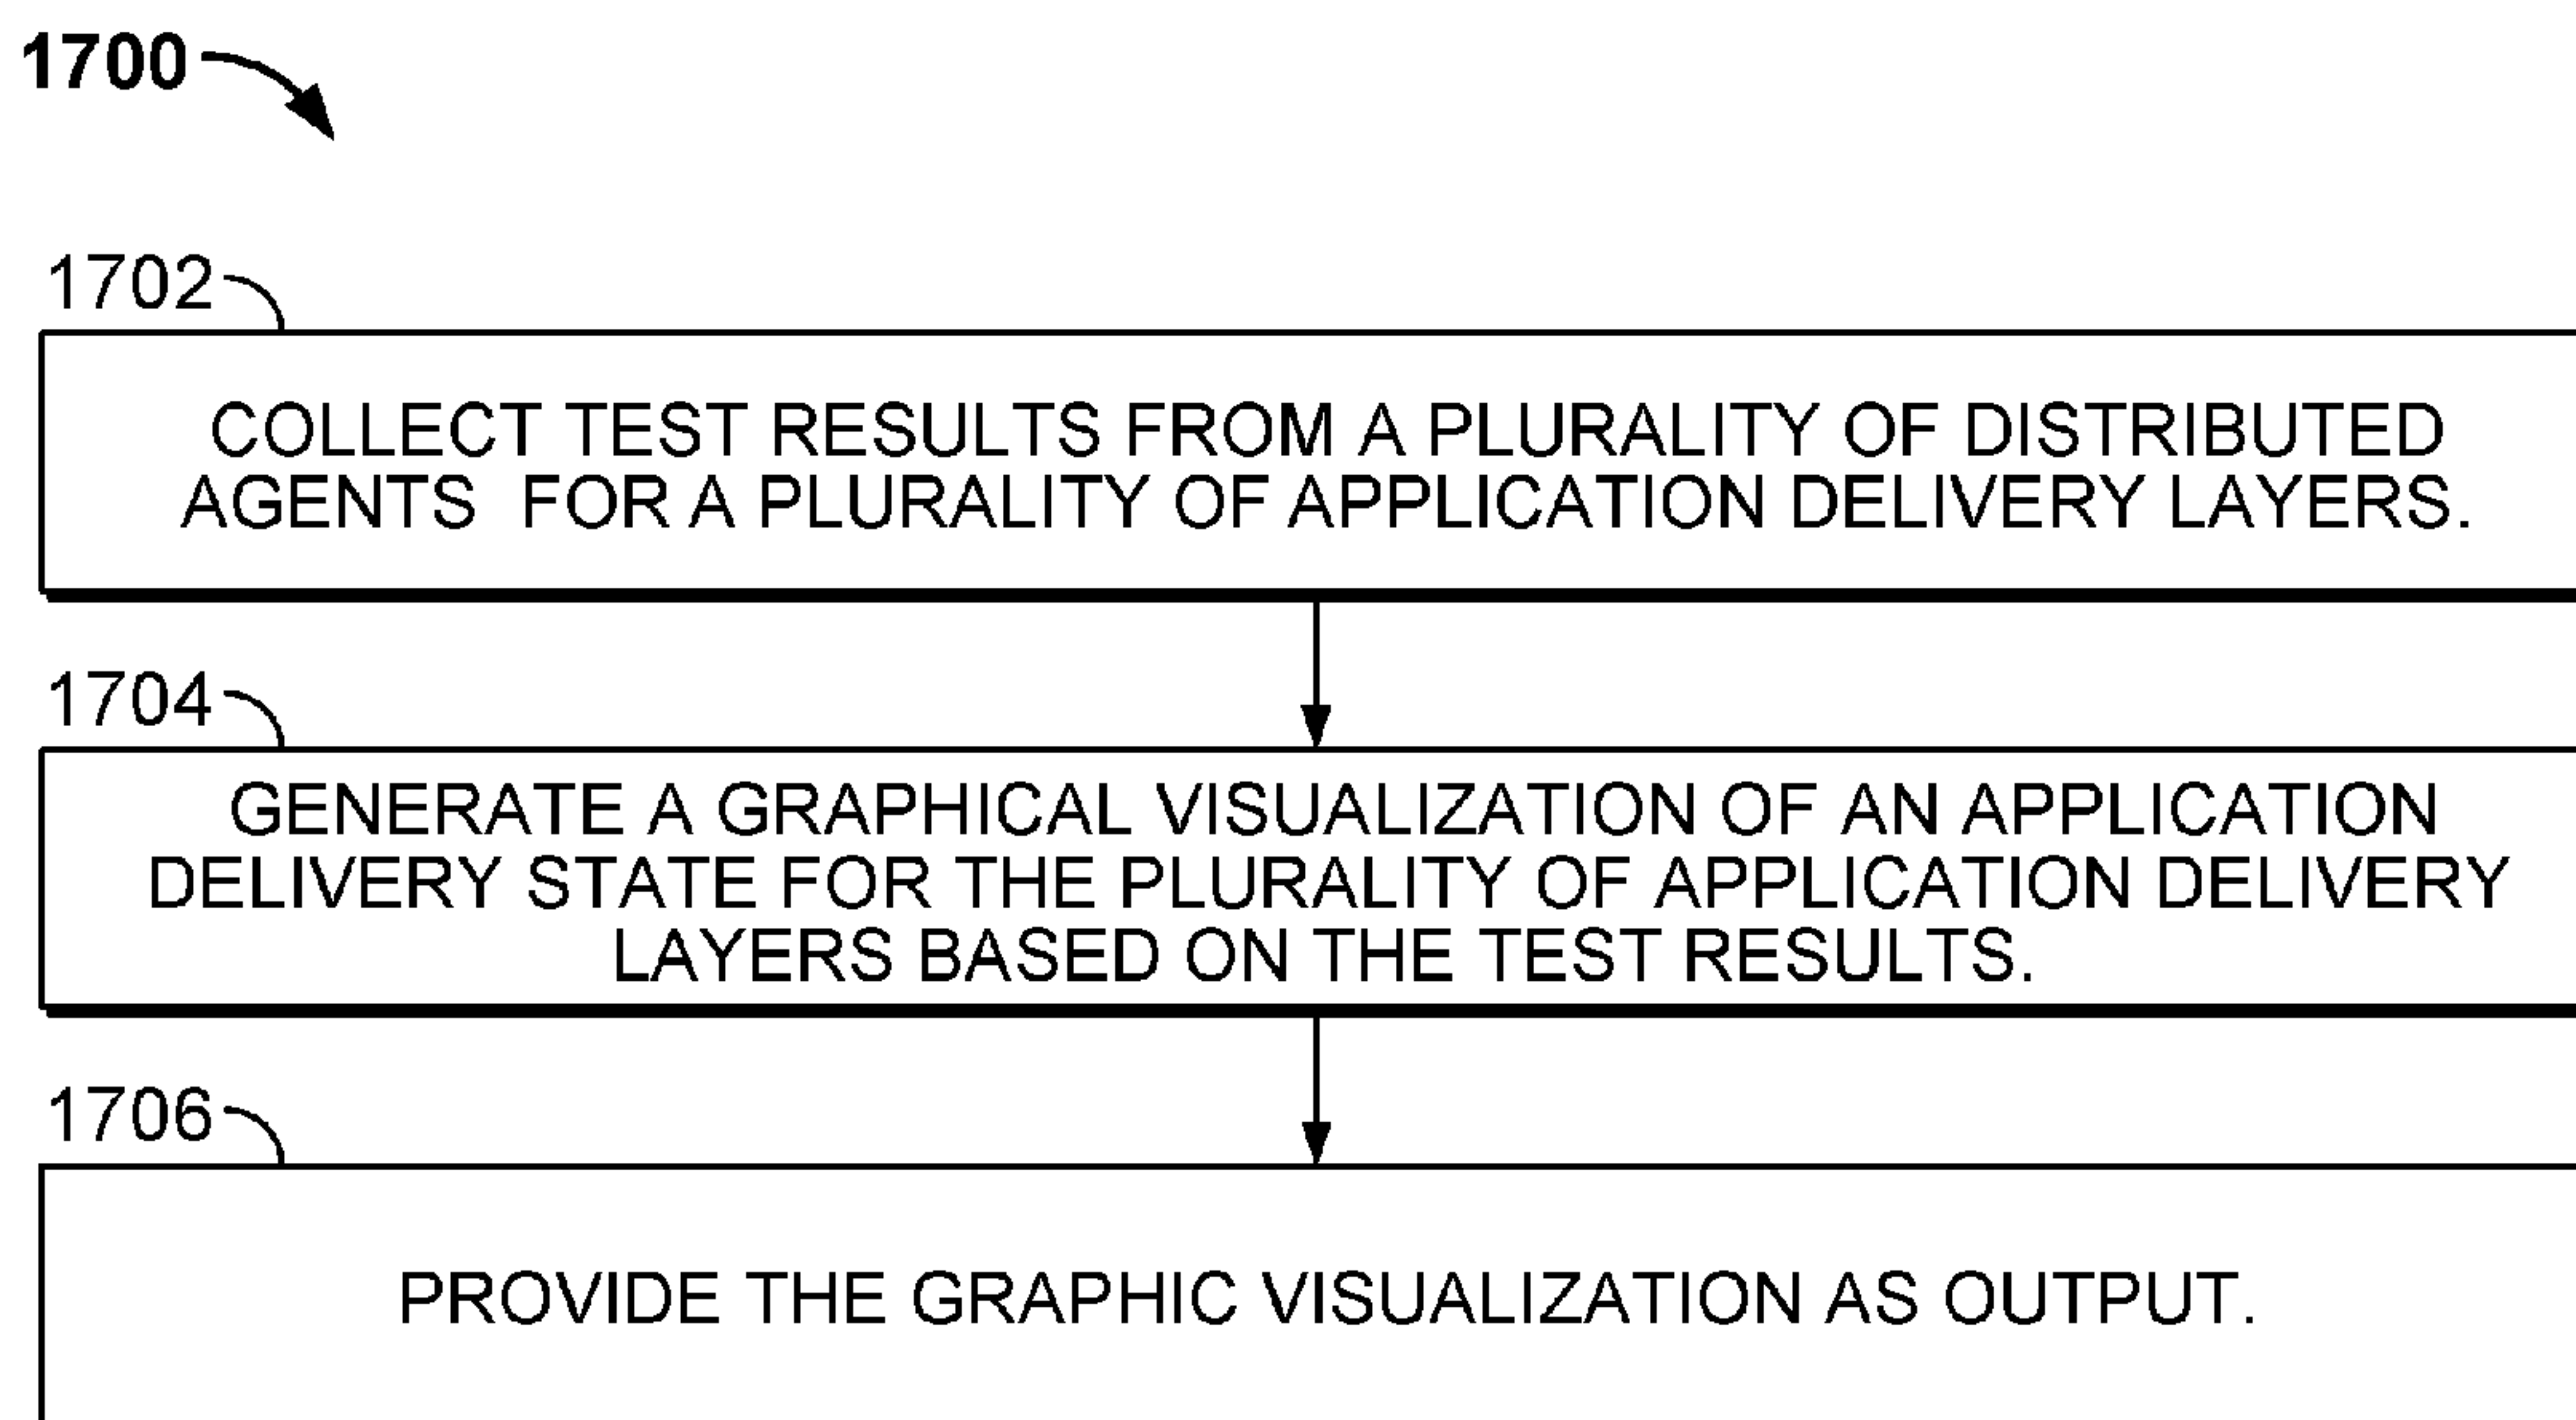 1700
1702
COLLECT TEST RESULTS FROM A PLURALITY OF DISTRIBUTED
AGENTS FOR A PLURALITY OF APPLICATION DELIVERY LAYERS.
1704
GENERATE A GRAPHICAL VISUALIZATION OF AN APPLICATION
DELIVERY STATE FOR THE PLURALITY OF APPLICATION DELIVERY
LAYERS BASED ON THE TEST RESULTS.
1706
PROVIDE THE GRAPHIC VISUALIZATION AS OUTPUT.